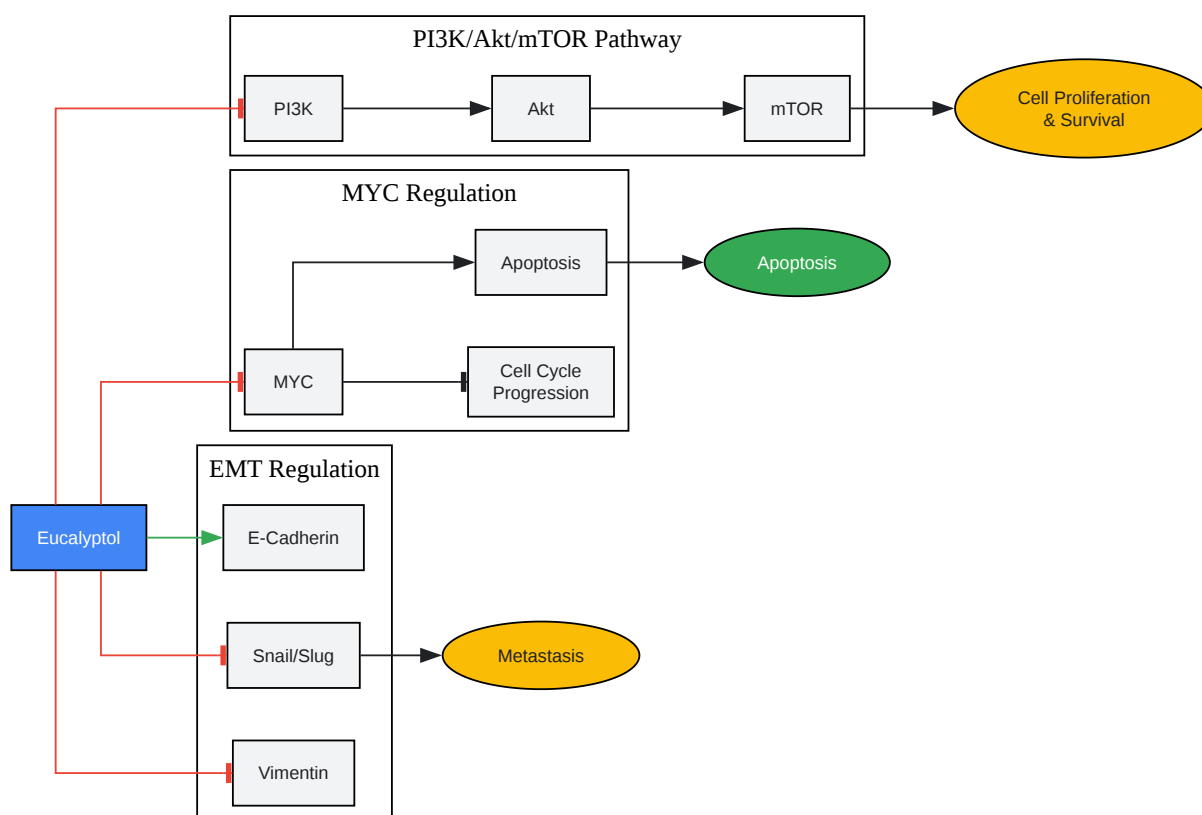 PI3K/Akt/mTOR Pathway
PI3K
Akt
mTOR
Cell Proliferation
& Survival
MYC Regulation
Apoptosis
Apoptosis
MYC
Cell Cycle
Progression
EMT Regulation
Eucalyptol
E-Cadherin
Snail/Slug
Metastasis
Vimentin